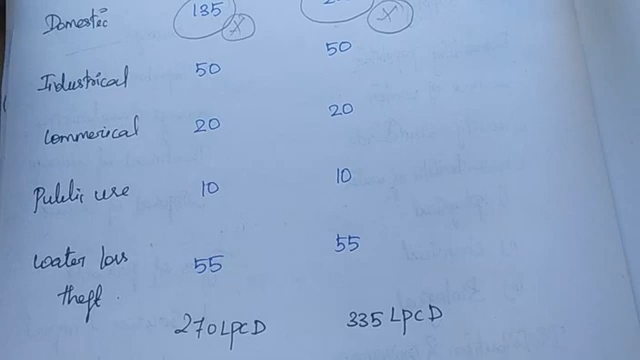 Domestic 135 X X
Industrical 50 50
Commerical 20 20
Public use 10 10
Water loss 55 55
theft.
270 LPCD 335 LPCD